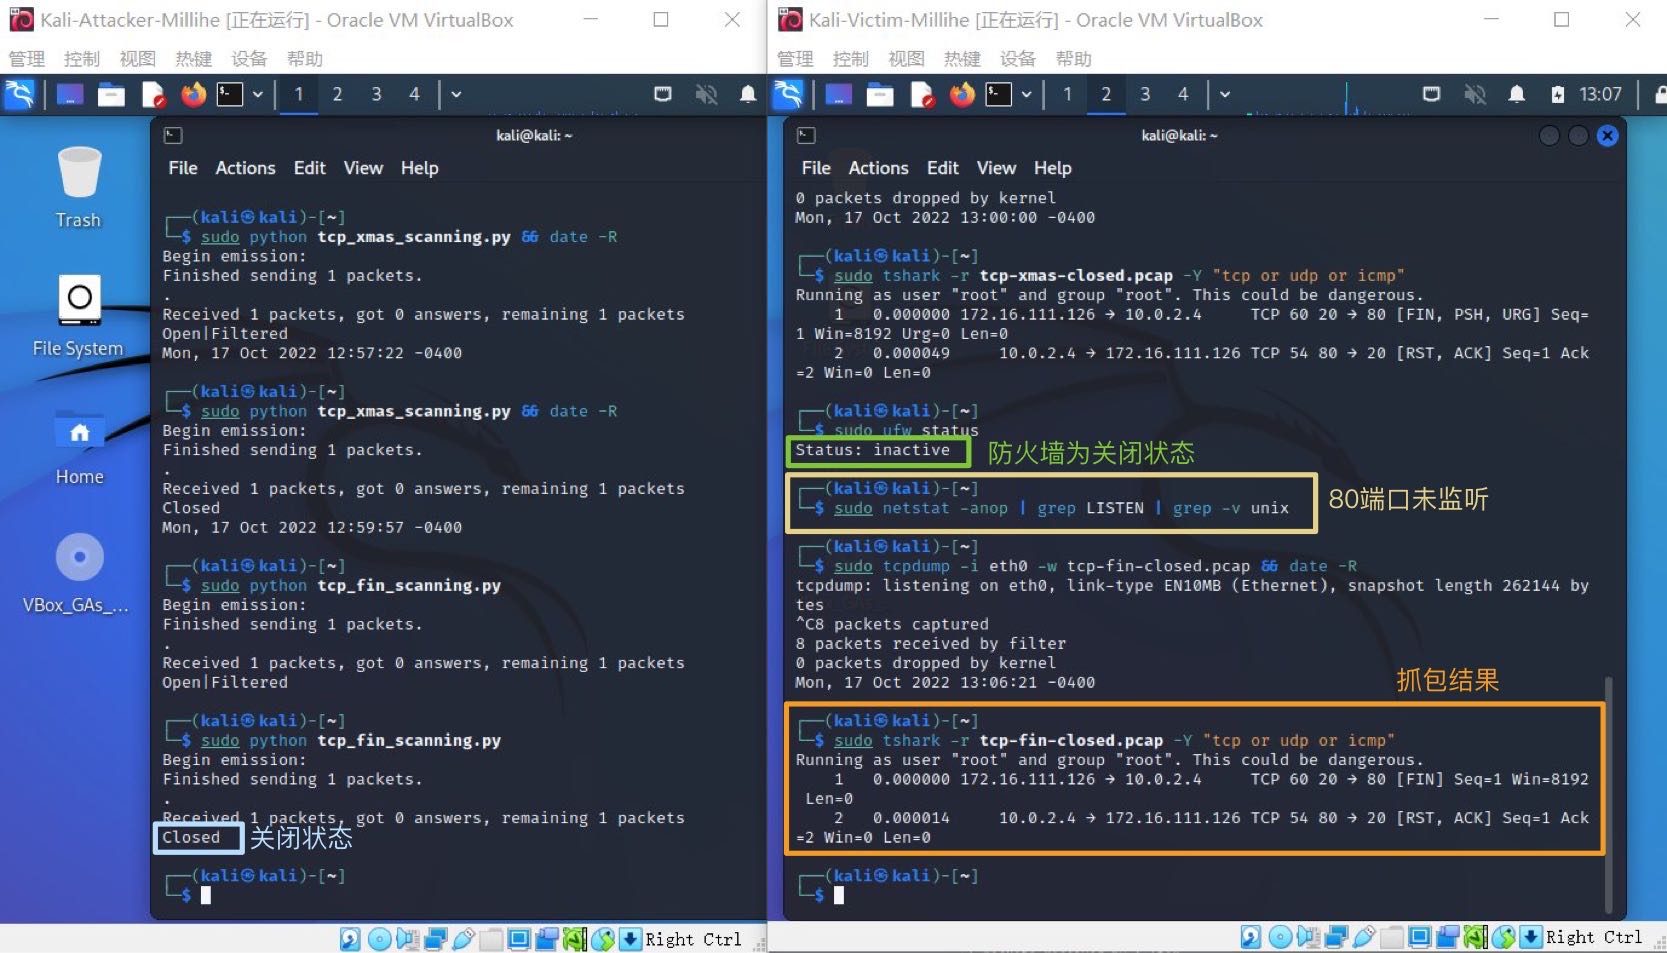 Kali-Attacker-Millihe [正在运行] - Oracle VM VirtualBox
管理 控制 视图 热键 设备 帮助
1 2 3 4
Trash
File System
Home
VBox_GAs_...
kali@kali: ~
File Actions Edit View Help
┌──(kali㉿kali)-[~]
└─$ sudo python tcp_xmas_scanning.py && date -R
Begin emission:
Finished sending 1 packets.
.
Received 1 packets, got 0 answers, remaining 1 packets
Open|Filtered
Mon, 17 Oct 2022 12:57:22 -0400
┌──(kali㉿kali)-[~]
└─$ sudo python tcp_xmas_scanning.py && date -R
Begin emission:
Finished sending 1 packets.
.
Received 1 packets, got 0 answers, remaining 1 packets
Closed
Mon, 17 Oct 2022 12:59:57 -0400
┌──(kali㉿kali)-[~]
└─$ sudo python tcp_fin_scanning.py
Begin emission:
Finished sending 1 packets.
.
Received 1 packets, got 0 answers, remaining 1 packets
Open|Filtered
┌──(kali㉿kali)-[~]
└─$ sudo python tcp_fin_scanning.py
Begin emission:
Finished sending 1 packets.
.
Received 1 packets, got 0 answers, remaining 1 packets
Closed 关闭状态
┌──(kali㉿kali)-[~]
└─$
Right Ctrl
Kali-Victim-Millihe [正在运行] - Oracle VM VirtualBox
管理 控制 视图 热键 设备 帮助
1 2 3 4 13:07
kali@kali: ~
File Actions Edit View Help
0 packets dropped by kernel
Mon, 17 Oct 2022 13:00:00 -0400
┌──(kali㉿kali)-[~]
└─$ sudo tshark -r tcp-xmas-closed.pcap -Y "tcp or udp or icmp"
Running as user "root" and group "root". This could be dangerous.
1 0.000000 172.16.111.126 → 10.0.2.4 TCP 60 20 → 80 [FIN, PSH, URG] Seq=
1 Win=8192 Urg=0 Len=0
2 0.000049 10.0.2.4 → 172.16.111.126 TCP 54 80 → 20 [RST, ACK] Seq=1 Ack
=2 Win=0 Len=0
┌──(kali㉿kali)-[~]
└─$ sudo ufw status
Status: inactive 防火墙为关闭状态
┌──(kali㉿kali)-[~]
└─$ sudo netstat -anop | grep LISTEN | grep -v unix 80端口未监听
┌──(kali㉿kali)-[~]
└─$ sudo tcpdump -i eth0 -w tcp-fin-closed.pcap && date -R
tcpdump: listening on eth0, link-type EN10MB (Ethernet), snapshot length 262144 by
tes
^C8 packets captured
8 packets received by filter
0 packets dropped by kernel
Mon, 17 Oct 2022 13:06:21 -0400
抓包结果
┌──(kali㉿kali)-[~]
└─$ sudo tshark -r tcp-fin-closed.pcap -Y "tcp or udp or icmp"
Running as user "root" and group "root". This could be dangerous.
1 0.000000 172.16.111.126 → 10.0.2.4 TCP 60 20 → 80 [FIN] Seq=1 Win=8192
Len=0
2 0.000014 10.0.2.4 → 172.16.111.126 TCP 54 80 → 20 [RST, ACK] Seq=1 Ack
=2 Win=0 Len=0
┌──(kali㉿kali)-[~]
└─$
Right Ctrl